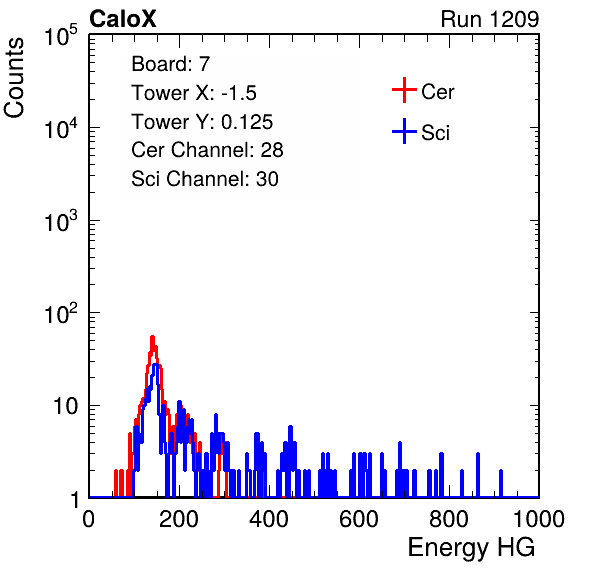 CaloX Run 1209
Board: 7
Tower X: -1.5
Tower Y: 0.125
Cer Channel: 28
Sci Channel: 30
Cer
Sci
Counts
10^5
10^4
10^3
10^2
10
1
0 200 400 600 800 1000
Energy HG